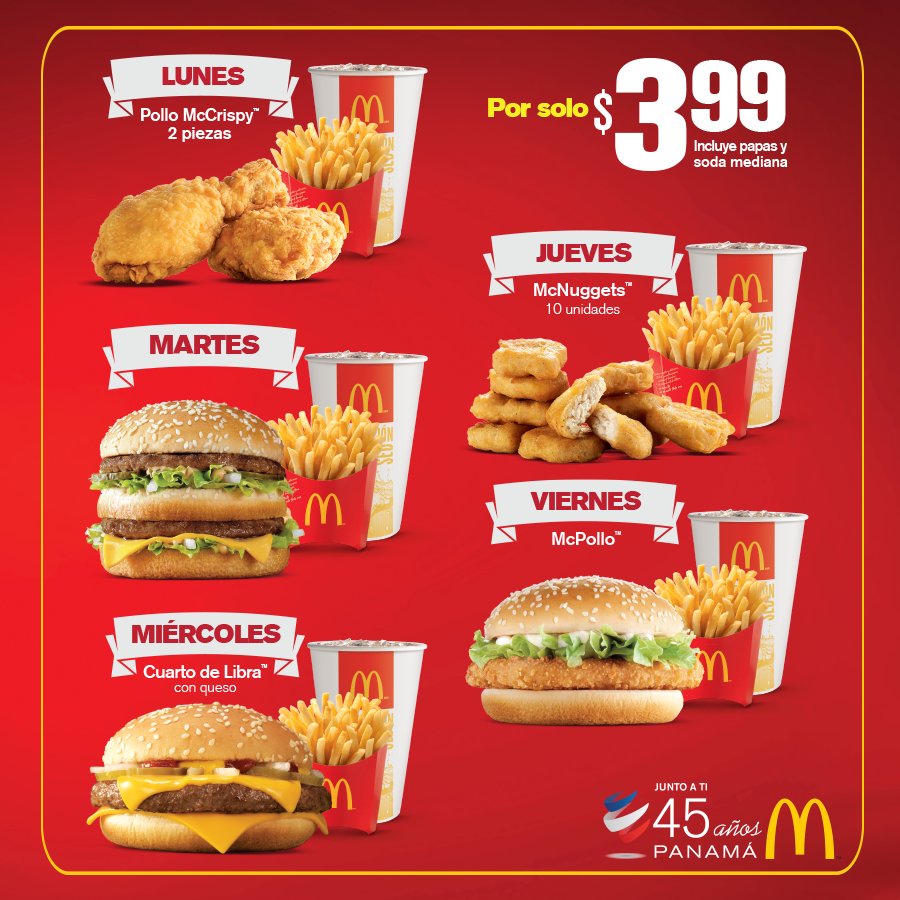 LUNES
Pollo McCrispy™
2 piezas
Por solo $3.99
Incluye papas y
soda mediana
JUEVES
McNuggets™
10 unidades
MARTES
VIERNES
McPollo™
MIÉRCOLES
Cuarto de Libra™
con queso
JUNTO A TI
45 años
PANAMÁ